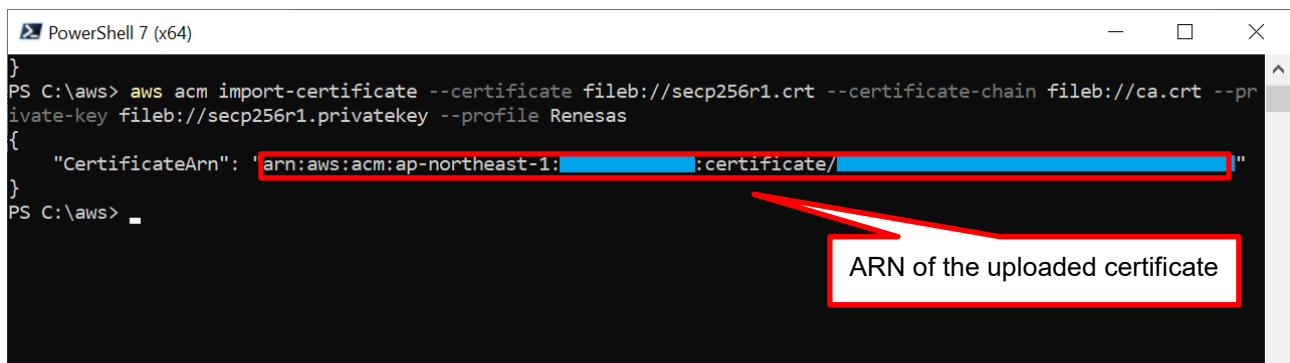 PowerShell 7 (x64)
}
PS C:\aws> aws acm import-certificate --certificate fileb://secp256r1.crt --certificate-chain fileb://ca.crt --pr
ivate-key fileb://secp256r1.privatekey --profile Renesas
{
    "CertificateArn": "arn:aws:acm:ap-northeast-1::certificate/"
}
PS C:\aws>
ARN of the uploaded certificate